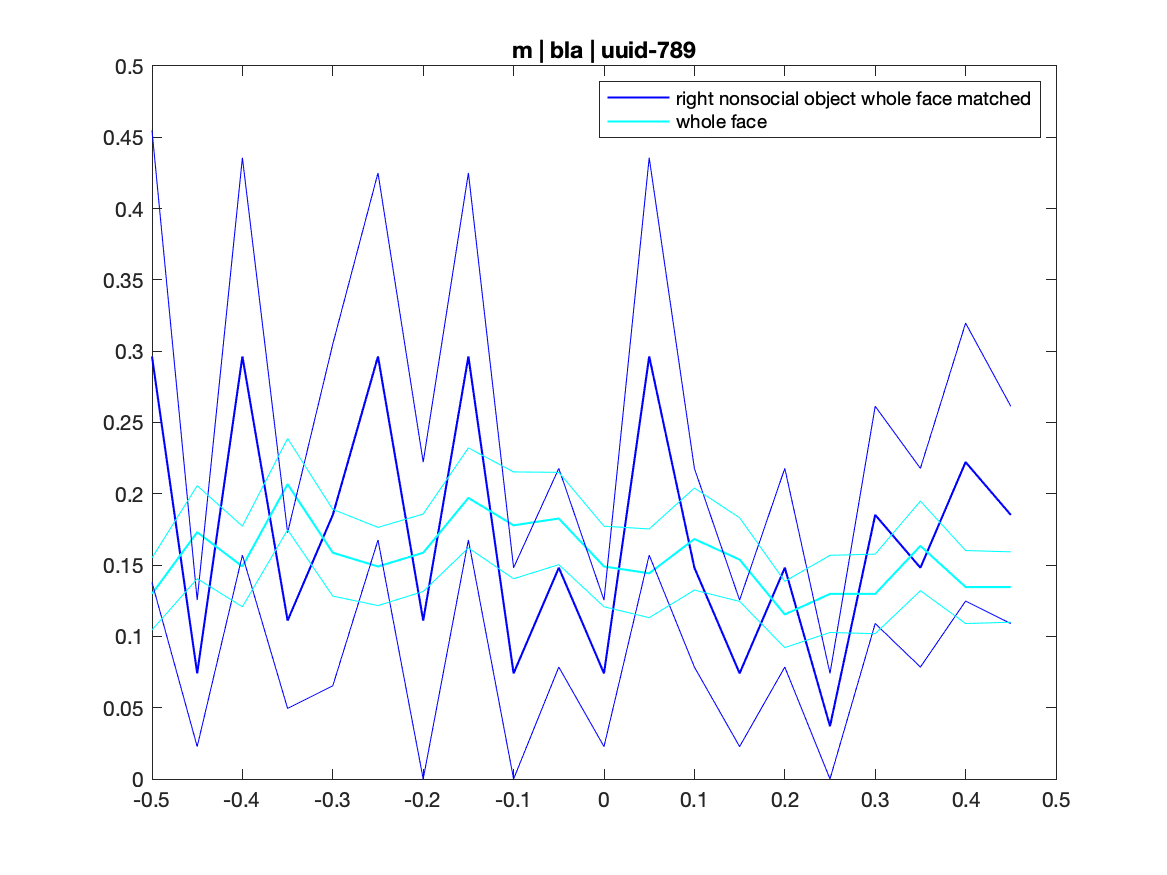 m | bla | uuid-789
right nonsocial object whole face matched
whole face
0.5
0.45
0.4
0.35
0.3
0.25
0.2
0.15
0.1
0.05
0
-0.5 -0.4 -0.3 -0.2 -0.1 0 0.1 0.2 0.3 0.4 0.5